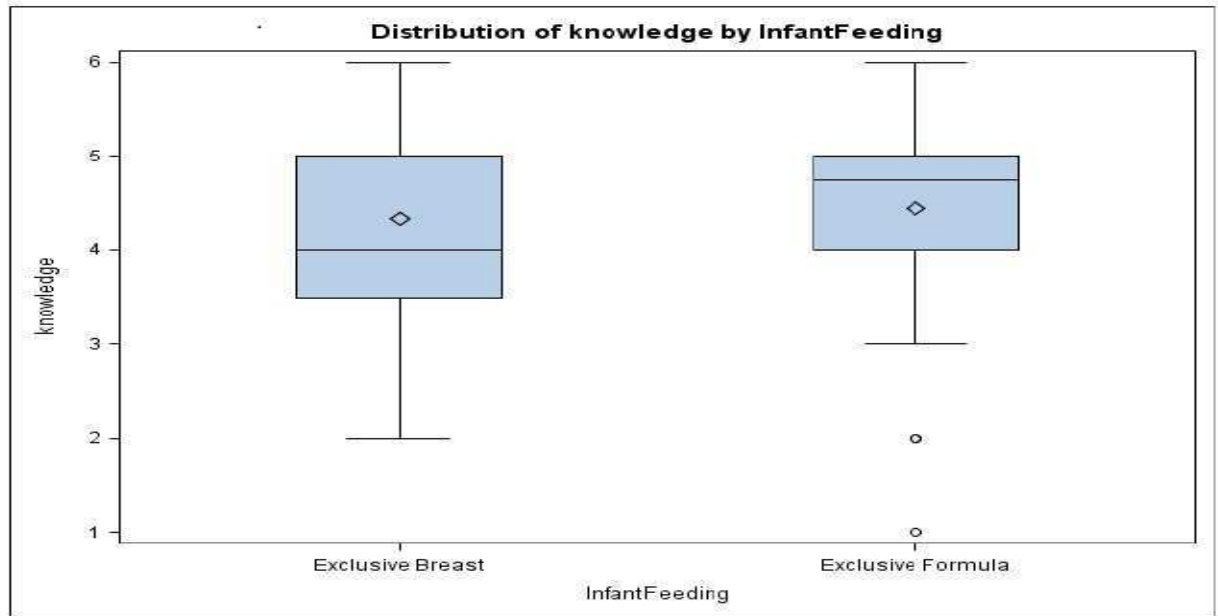 Distribution of knowledge by InfantFeeding
6
5
4
3
2
1
knowledge
Exclusive Breast
Exclusive Formula
InfantFeeding